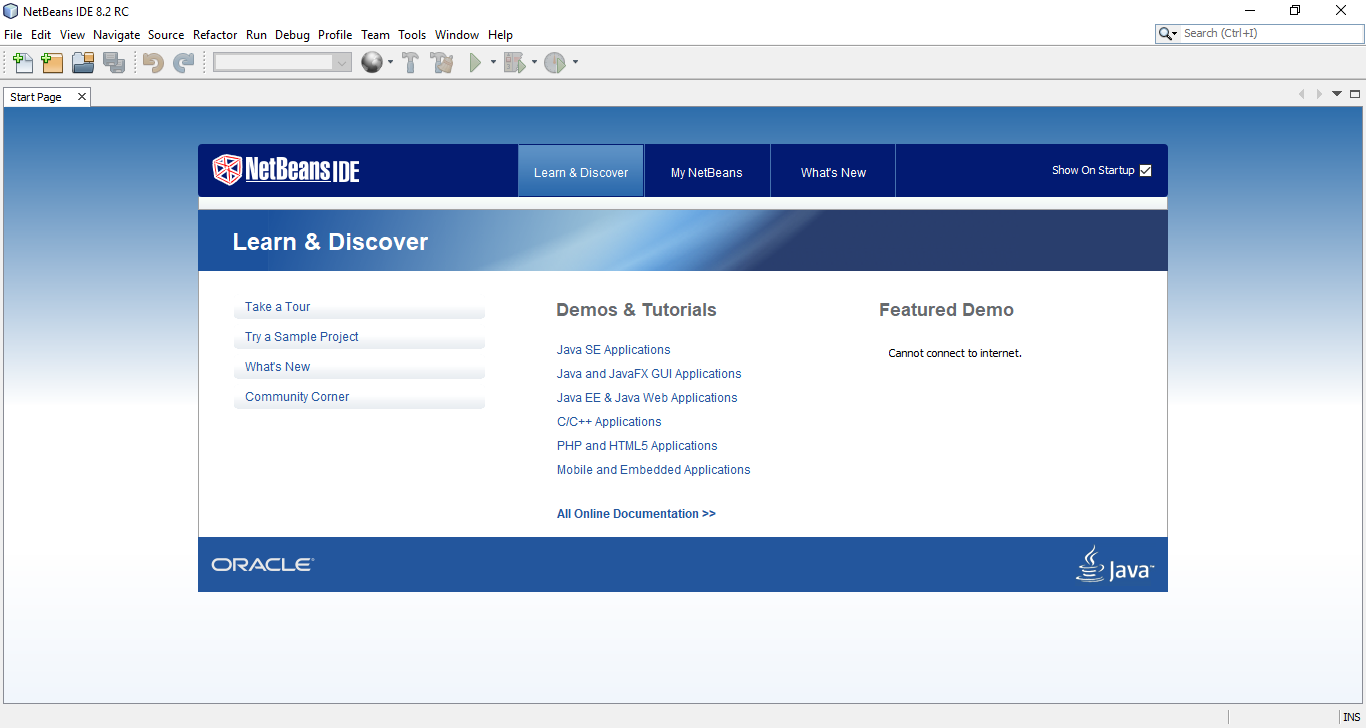 NetBeans IDE 8.2 RC
File Edit View Navigate Source Refactor Run Debug Profile Team Tools Window Help
Search (Ctrl+I)
Start Page
NetBeans IDE
Learn & Discover
My NetBeans
What's New
Show On Startup
Learn & Discover
Take a Tour
Try a Sample Project
What's New
Community Corner
Demos & Tutorials
Java SE Applications
Java and JavaFX GUI Applications
Java EE & Java Web Applications
C/C++ Applications
PHP and HTML5 Applications
Mobile and Embedded Applications
All Online Documentation >>
Featured Demo
Cannot connect to internet.
ORACLE
Java™
INS